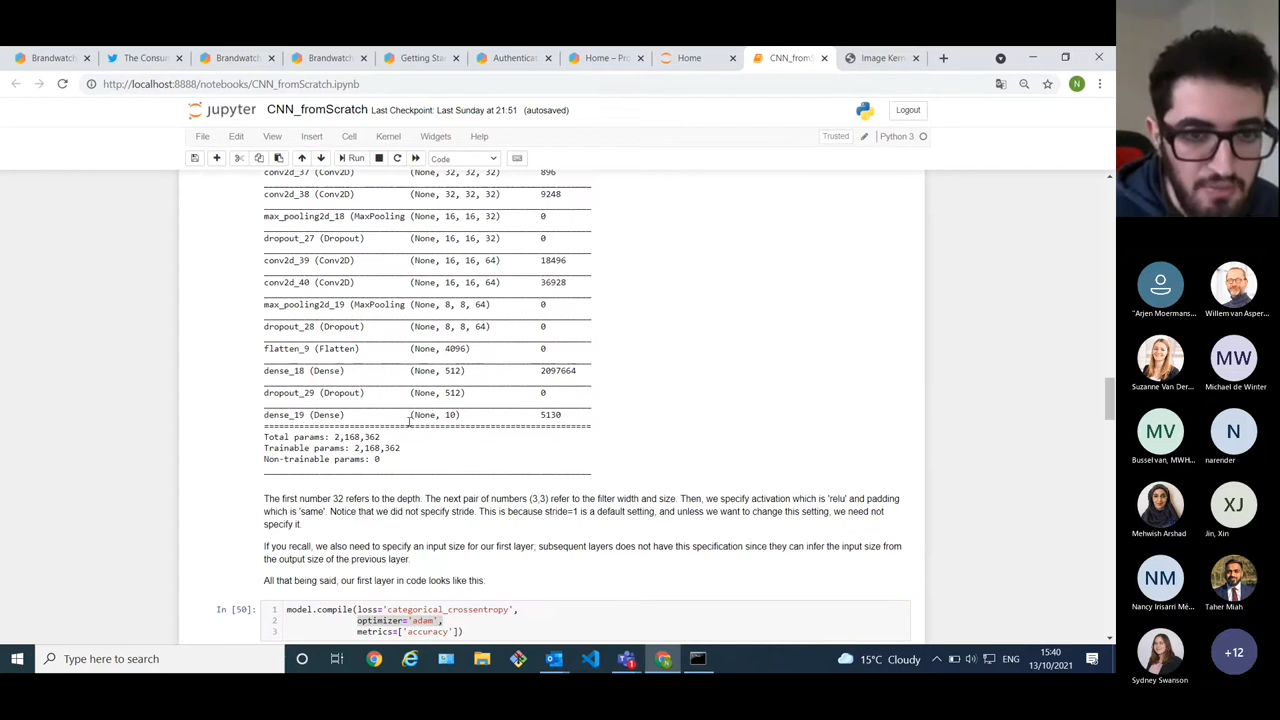 Brandwatch
The Consum
Brandwatch
Brandwatch
Getting Sta
Authenticat
Home – Pro
Home
CNN_fromS
Image Kern
http://localhost:8888/notebooks/CNN_fromScratch.ipynb
N
jupyter CNN_fromScratch Last Checkpoint: Last Sunday at 21:51 (autosaved)
Logout
File Edit View Insert Cell Kernel Widgets Help
Trusted
Python 3
Run
Code
conv2d_37 (Conv2D) (None, 32, 32, 32) 896
conv2d_38 (Conv2D) (None, 32, 32, 32) 9248
max_pooling2d_18 (MaxPooling (None, 16, 16, 32) 0
dropout_27 (Dropout) (None, 16, 16, 32) 0
conv2d_39 (Conv2D) (None, 16, 16, 64) 18496
conv2d_40 (Conv2D) (None, 16, 16, 64) 36928
max_pooling2d_19 (MaxPooling (None, 8, 8, 64) 0
dropout_28 (Dropout) (None, 8, 8, 64) 0
flatten_9 (Flatten) (None, 4096) 0
dense_18 (Dense) (None, 512) 2097664
dropout_29 (Dropout) (None, 512) 0
dense_19 (Dense) (None, 10) 5130
Total params: 2,168,362
Trainable params: 2,168,362
Non-trainable params: 0
The first number 32 refers to the depth. The next pair of numbers (3,3) refer to the filter width and size. Then, we specify activation which is 'relu' and padding
which is 'same'. Notice that we did not specify stride. This is because stride=1 is a default setting, and unless we want to change this setting, we need not
specify it.
If you recall, we also need to specify an input size for our first layer; subsequent layers does not have this specification since they can infer the input size from
the output size of the previous layer.
All that being said, our first layer in code looks like this:
In [50]:
1 model.compile(loss='categorical_crossentropy',
2 optimizer='adam',
3 metrics=['accuracy'])
Type here to search
15°C Cloudy
ENG
15:40
13/10/2021
"Arjen Moermans...
Willem van Asper...
Suzanne Van Der...
MW
Michael de Winter
MV
Bussel van, MWH...
N
narender
Mehwish Arshad
XJ
Jin, Xin
NM
Nancy Irisarri Mé...
Taher Miah
Sydney Swanson
+12